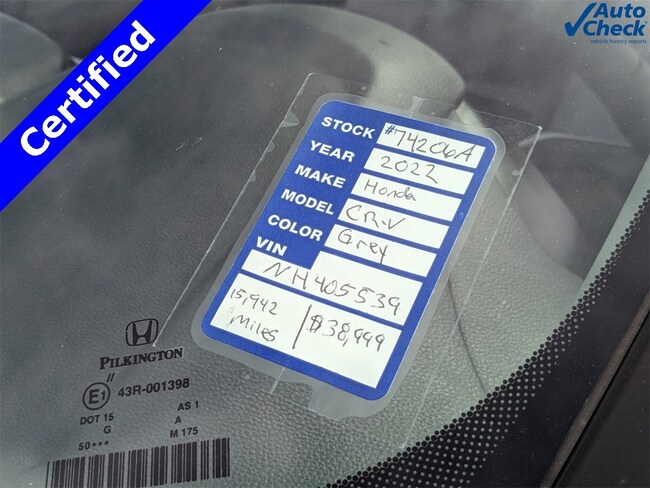 Certified
Auto
Check
vehicle history reports
STOCK #74206A
YEAR 2022
MAKE Honda
MODEL CR-V
COLOR Grey
VIN
NH405539
15,942 $38,999
Miles
PILKINGTON
//
E1 43R-001398
DOT 15 AS 1
G A
50••• M 175